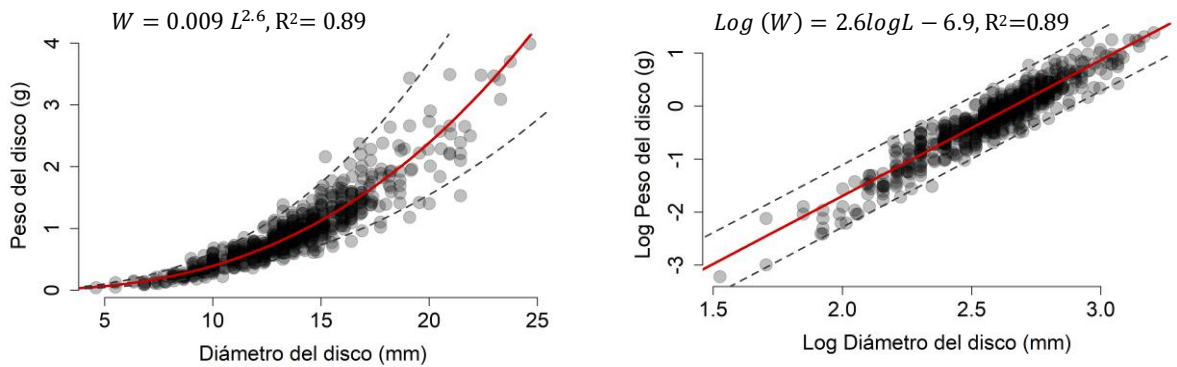 W = 0.009 L^2.6, R²= 0.89
Peso del disco (g)
4
3
2
1
0
5 10 15 20 25
Diámetro del disco (mm)
Log (W) = 2.6logL − 6.9, R²=0.89
Log Peso del disco (g)
1
0
-1
-2
-3
1.5 2.0 2.5 3.0
Log Diámetro del disco (mm)